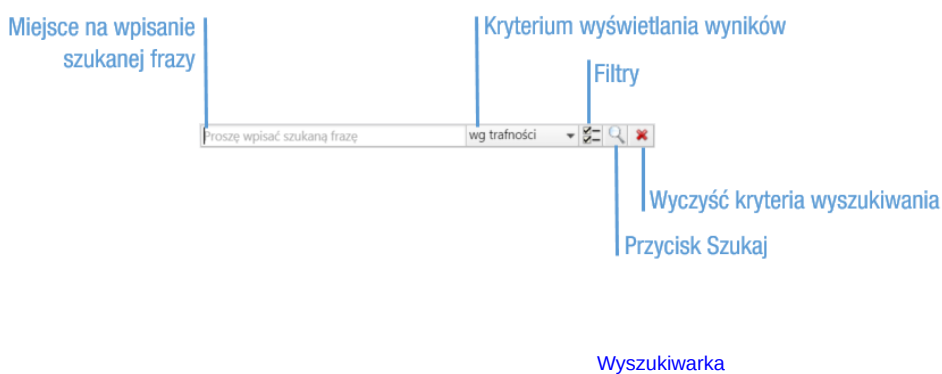 Miejsce na wpisanie
szukanej frazy
Kryterium wyświetlania wyników
Filtry
Proszę wpisać szukaną frazę
wg trafności
Wyczyść kryteria wyszukiwania
Przycisk Szukaj
Wyszukiwarka